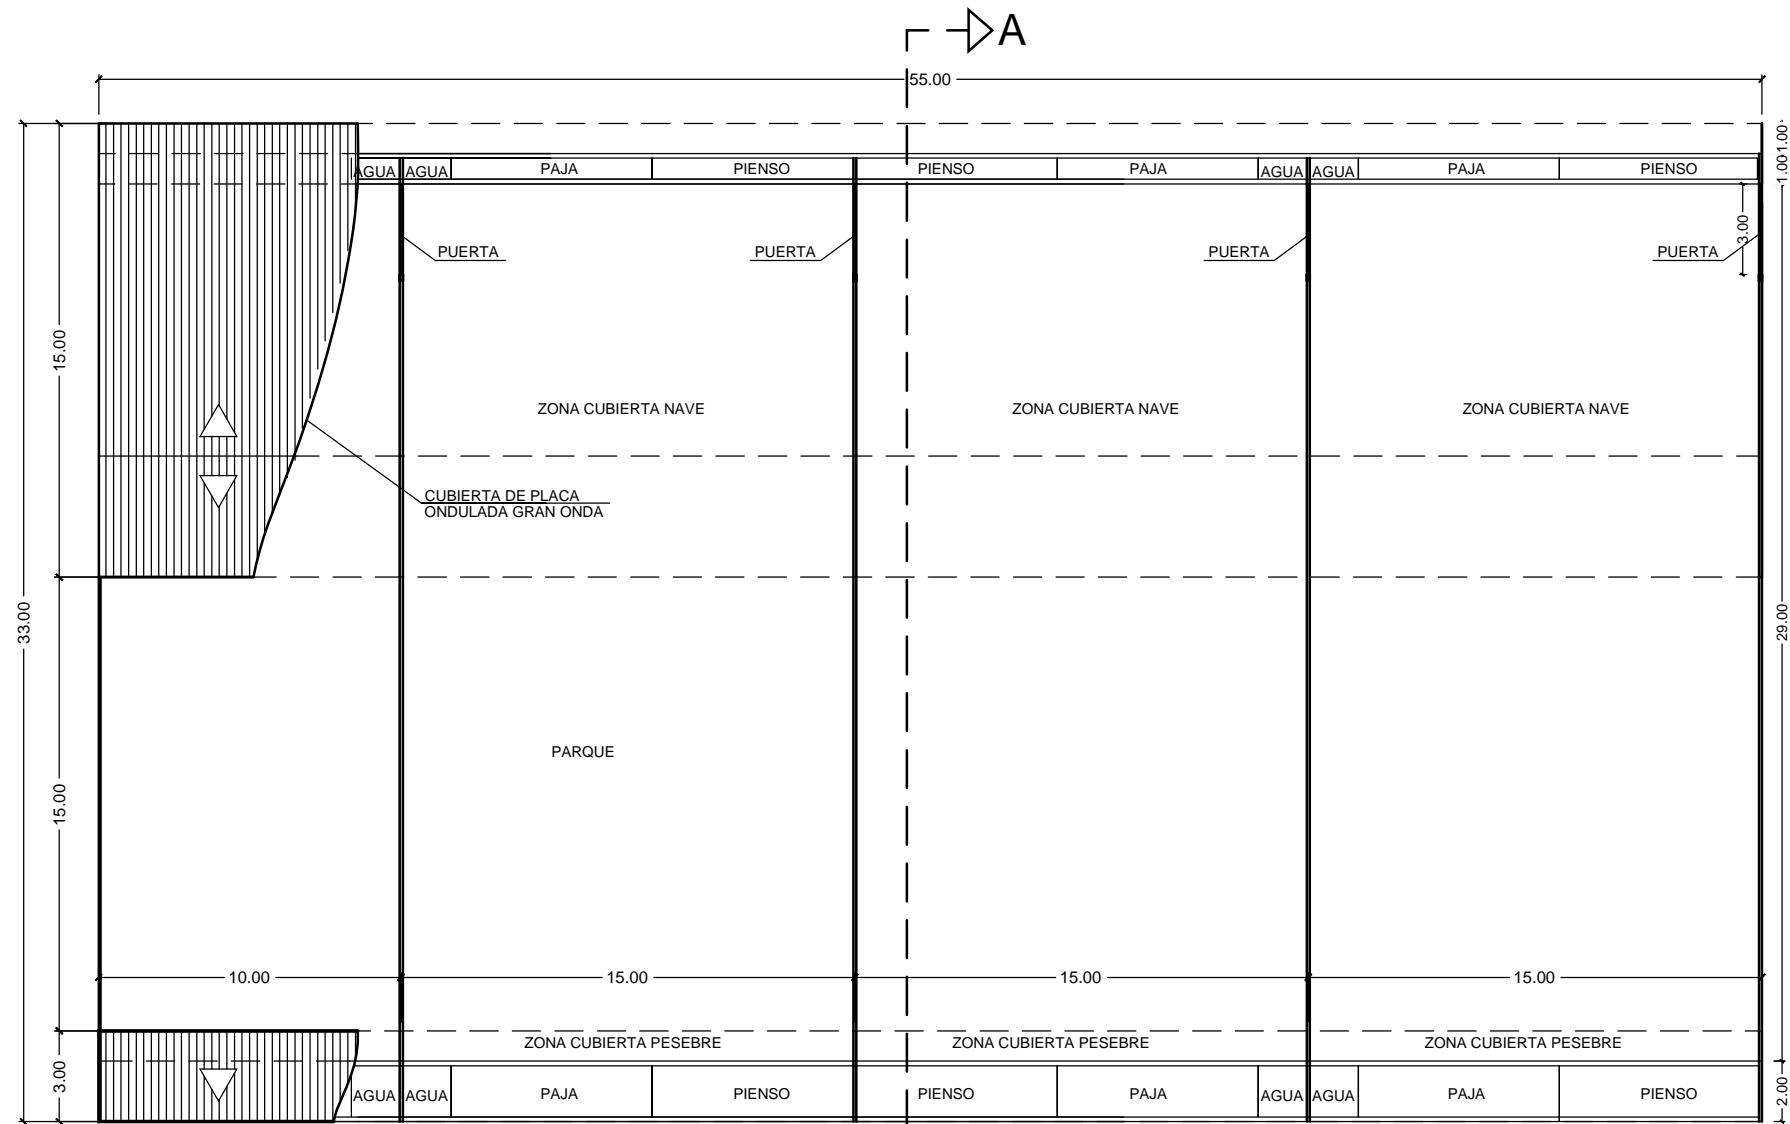 A
55.00
1.00
1.00
AGUA AGUA PAJA PIENSO PIENSO PAJA AGUA AGUA PAJA PIENSO
3.00
PUERTA PUERTA PUERTA PUERTA
15.00
ZONA CUBIERTA NAVE ZONA CUBIERTA NAVE ZONA CUBIERTA NAVE
CUBIERTA DE PLACA
ONDULADA GRAN ONDA
33.00
29.00
PARQUE
15.00
10.00 15.00 15.00 15.00
ZONA CUBIERTA PESEBRE ZONA CUBIERTA PESEBRE ZONA CUBIERTA PESEBRE
3.00
2.00
AGUA AGUA PAJA PIENSO PIENSO PAJA AGUA AGUA PAJA PIENSO